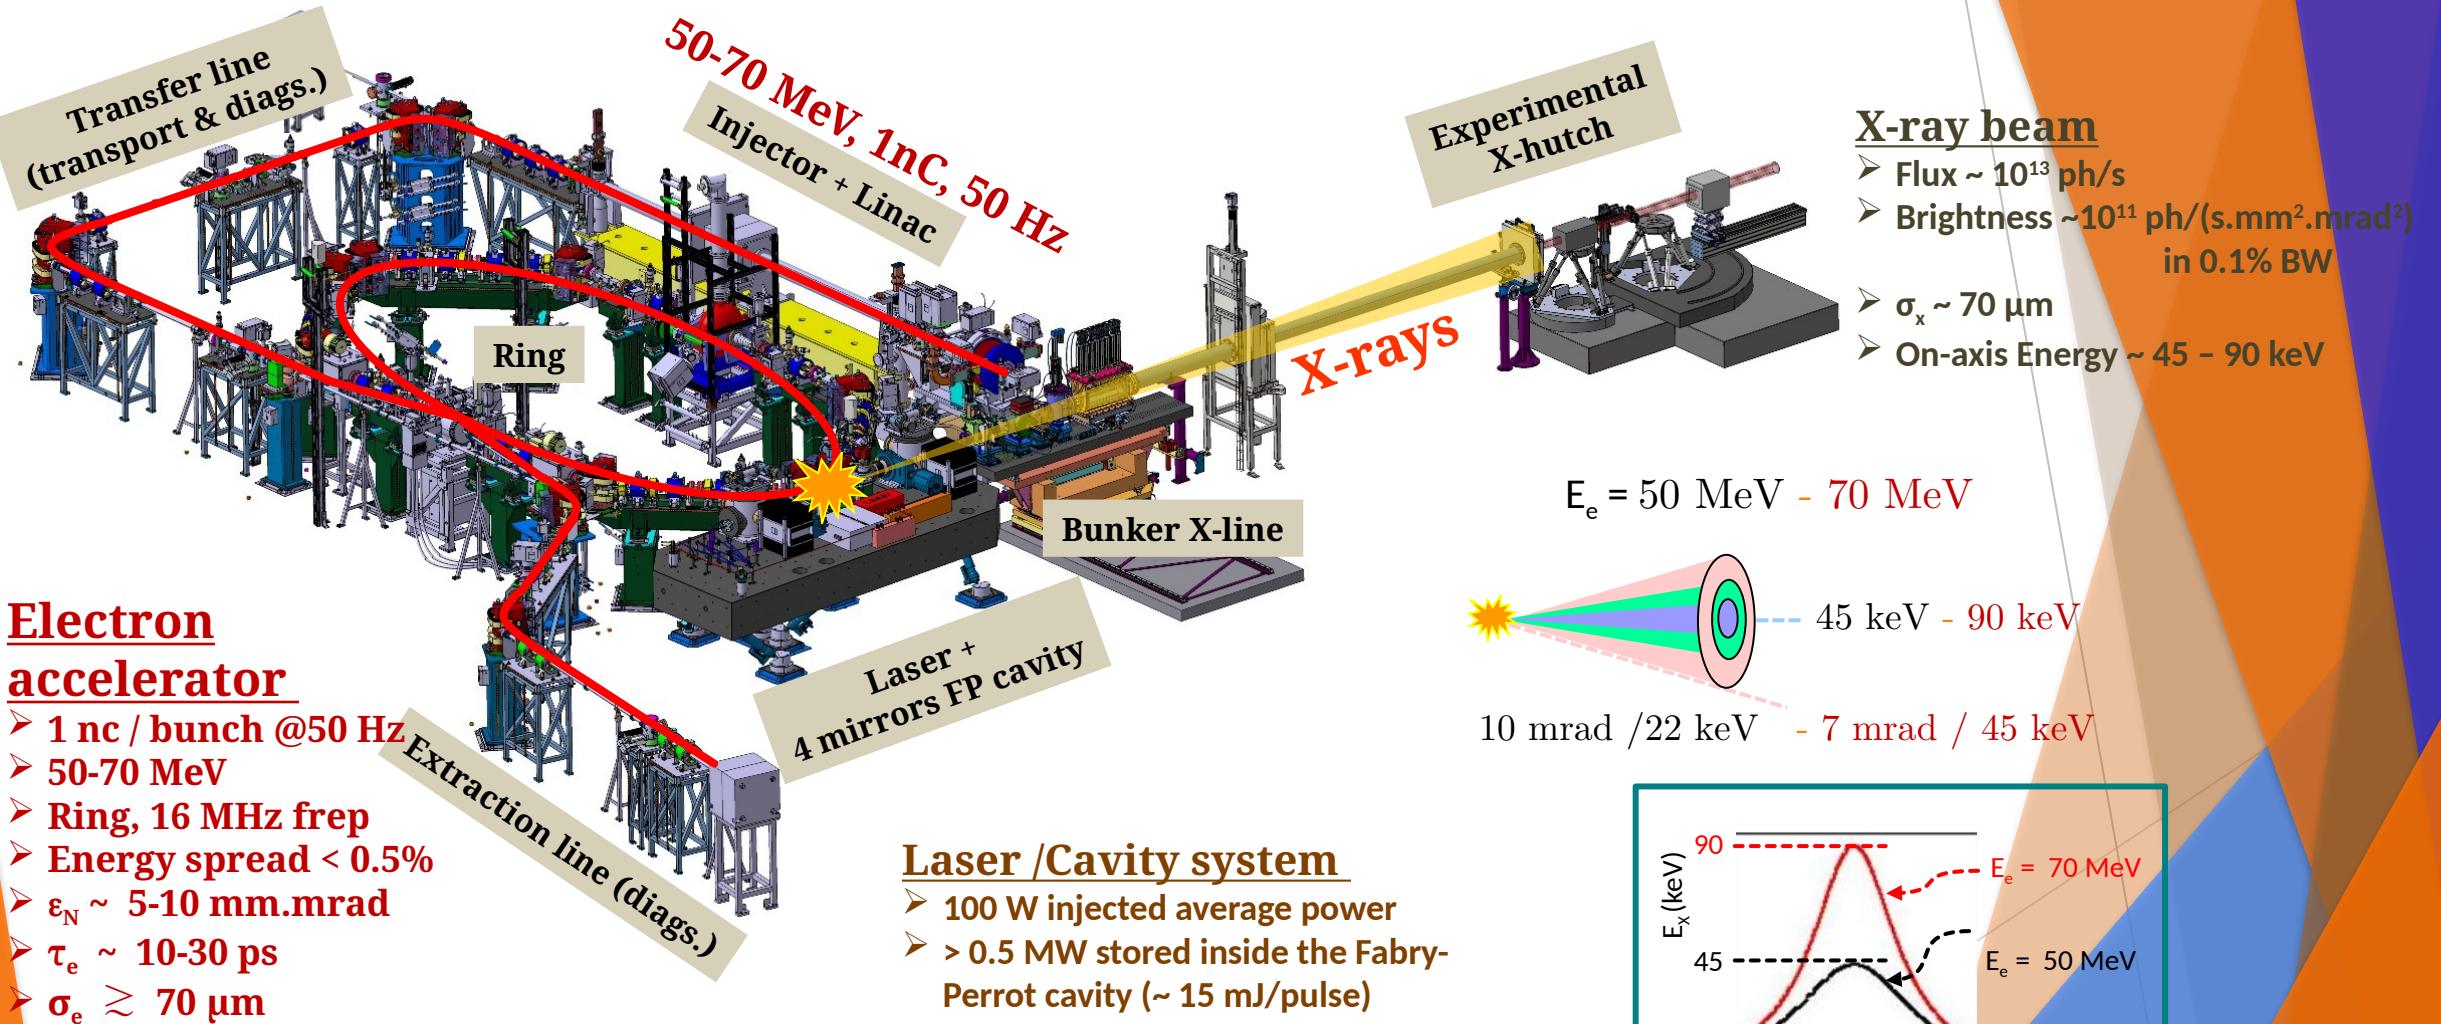 Transfer line
(transport & diags.)
50-70 MeV, 1nC, 50 Hz
Injector + Linac
Experimental
X-hutch
Ring
X-rays
Bunker X-line
Laser +
4 mirrors FP cavity
Extraction line (diags.)
X-ray beam
➢ Flux ~ 10¹³ ph/s
➢ Brightness ~10¹¹ ph/(s.mm².mrad²)
in 0.1% BW
➢ σₓ ~ 70 µm
➢ On-axis Energy ~ 45 – 90 keV
Eₑ = 50 MeV - 70 MeV
45 keV - 90 keV
10 mrad /22 keV - 7 mrad / 45 keV
Electron
accelerator
➢ 1 nc / bunch @50 Hz
➢ 50-70 MeV
➢ Ring, 16 MHz frep
➢ Energy spread < 0.5%
➢ ε_N ~ 5-10 mm.mrad
➢ τₑ ~ 10-30 ps
➢ σₑ ≳ 70 µm
Laser /Cavity system
➢ 100 W injected average power
➢ > 0.5 MW stored inside the Fabry-
Perrot cavity (~ 15 mJ/pulse)
E_X (keV)
90
45
Eₑ = 70 MeV
Eₑ = 50 MeV